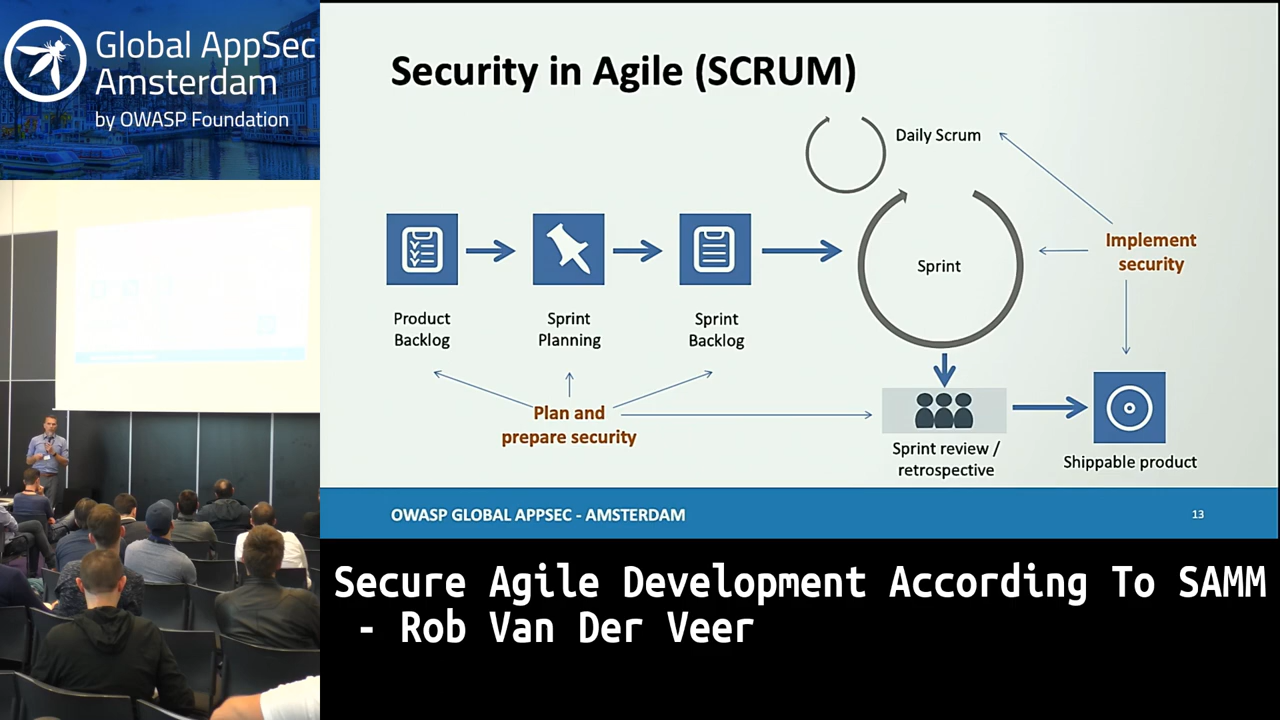 Global AppSec
Amsterdam
by OWASP Foundation
Security in Agile (SCRUM)
Daily Scrum
Implement
security
Sprint
Product
Backlog
Sprint
Planning
Sprint
Backlog
Plan and
prepare security
Sprint review /
retrospective
Shippable product
OWASP GLOBAL APPSEC - AMSTERDAM
13
Secure Agile Development According To SAMM
- Rob Van Der Veer